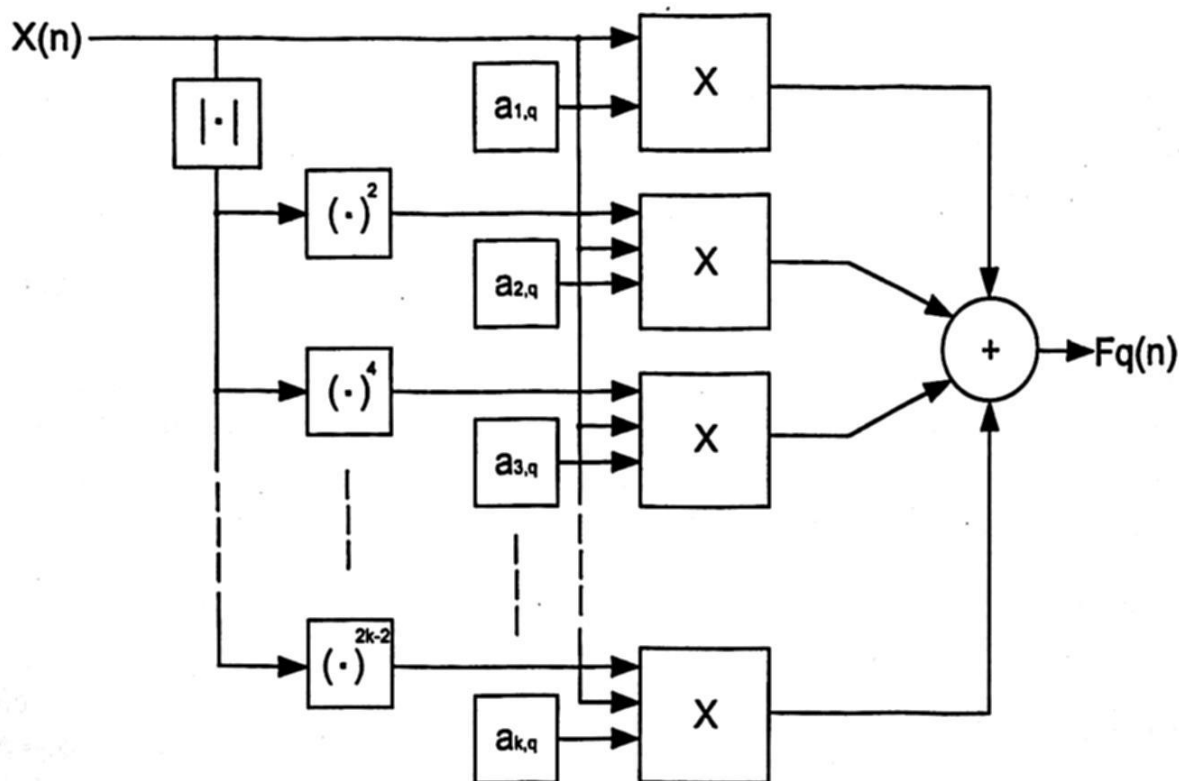 X(n)
X
a1,q
|·|
(·)2
X
a2,q
+
Fq(n)
(·)4
X
a3,q
(·)2k-2
X
ak,q